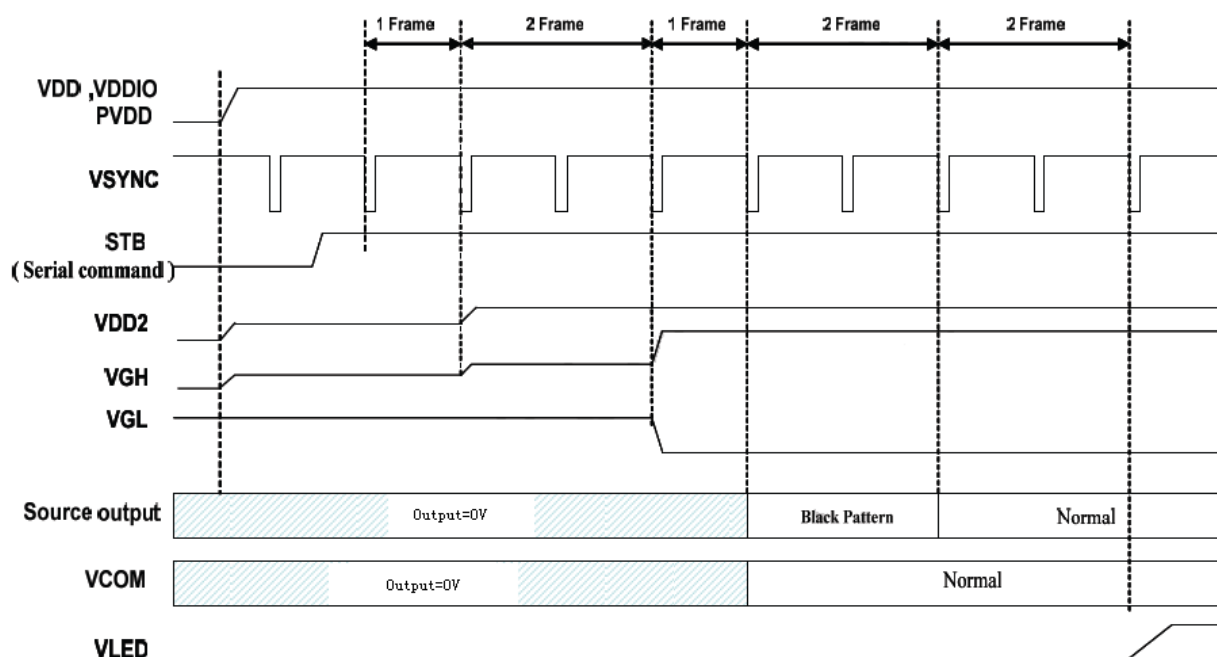 1 Frame 2 Frame 1 Frame 2 Frame 2 Frame
VDD ,VDDIO
PVDD
VSYNC
STB
( Serial command )
VDD2
VGH
VGL
Source output Output=0V Black Pattern Normal
VCOM Output=0V Normal
VLED